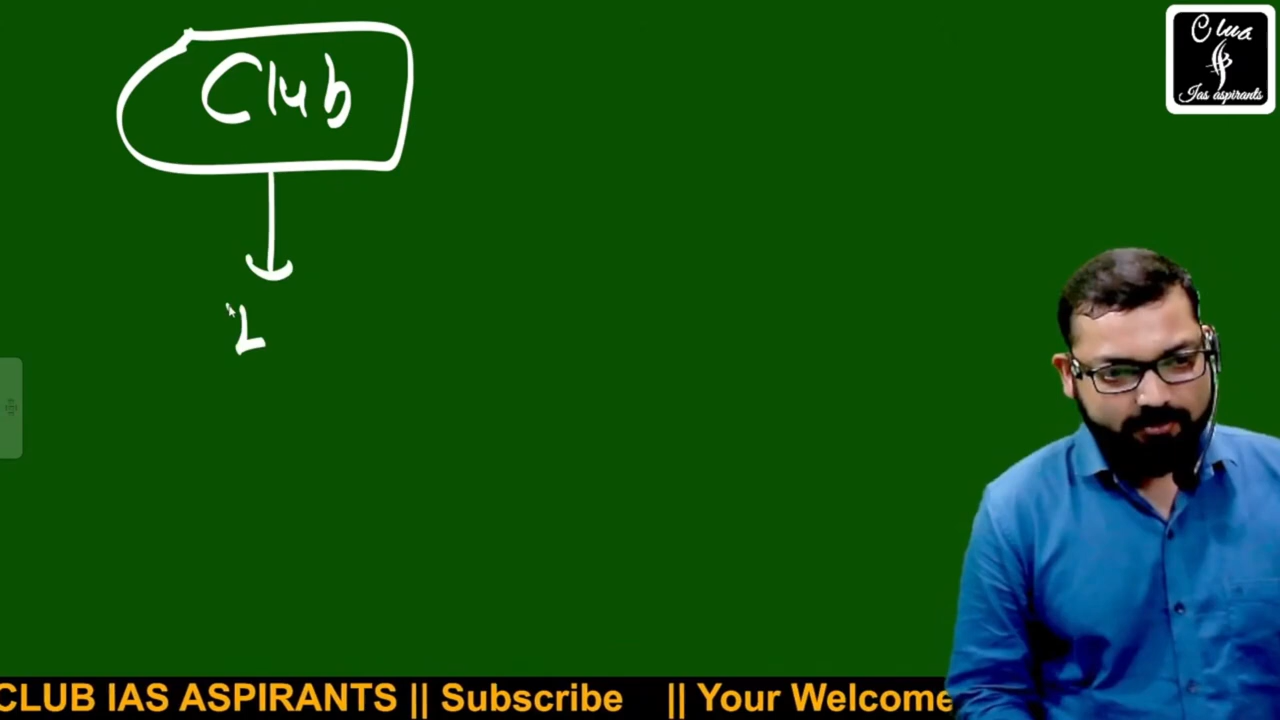 Club
L
Club
Ias aspirants
CLUB IAS ASPIRANTS || Subscribe || Your Welcome